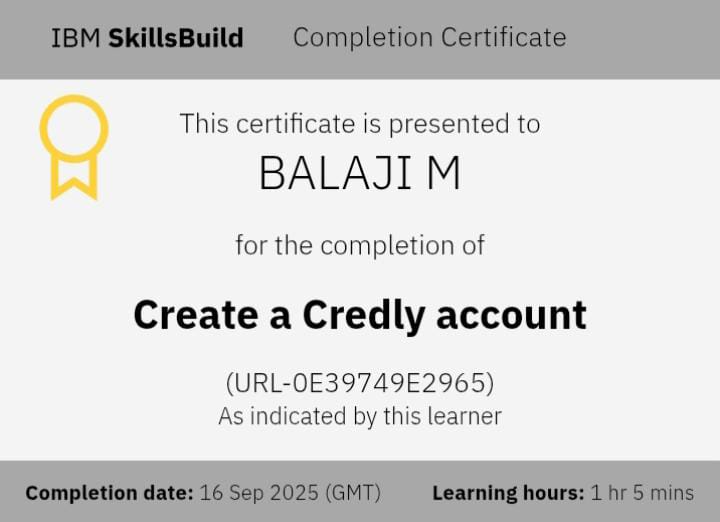 IBM SkillsBuild Completion Certificate
This certificate is presented to
BALAJI M
for the completion of
Create a Credly account
(URL-0E39749E2965)
As indicated by this learner
Completion date: 16 Sep 2025 (GMT) Learning hours: 1 hr 5 mins